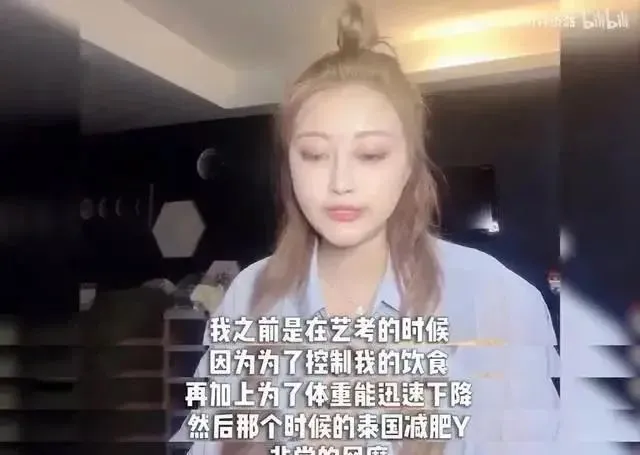 bilibili
我之前是在艺考的时候
因为为了控制我的饮食
再加上为了体重能迅速下降
然后那个时候的泰国减肥Y